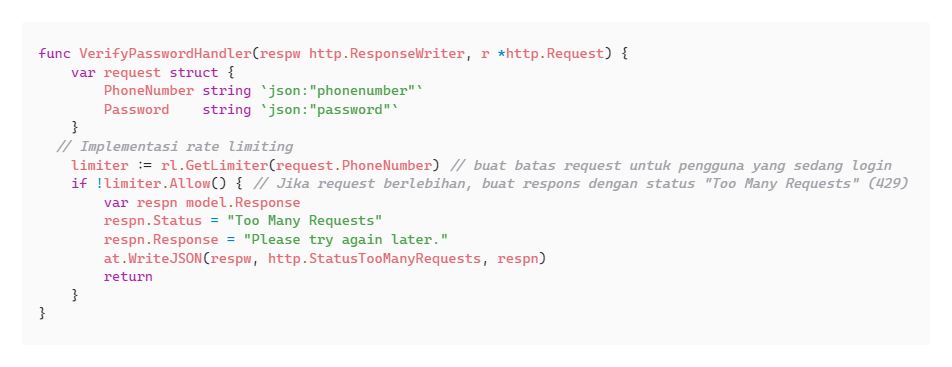 func VerifyPasswordHandler(respw http.ResponseWriter, r *http.Request) {
    var request struct {
        PhoneNumber string `json:"phonenumber"`
        Password    string `json:"password"`
    }
  // Implementasi rate limiting
    limiter := rl.GetLimiter(request.PhoneNumber) // buat batas request untuk pengguna yang sedang login
    if !limiter.Allow() { // Jika request berlebihan, buat respons dengan status "Too Many Requests" (429)
        var respn model.Response
        respn.Status = "Too Many Requests"
        respn.Response = "Please try again later."
        at.WriteJSON(respw, http.StatusTooManyRequests, respn)
        return
    }
}